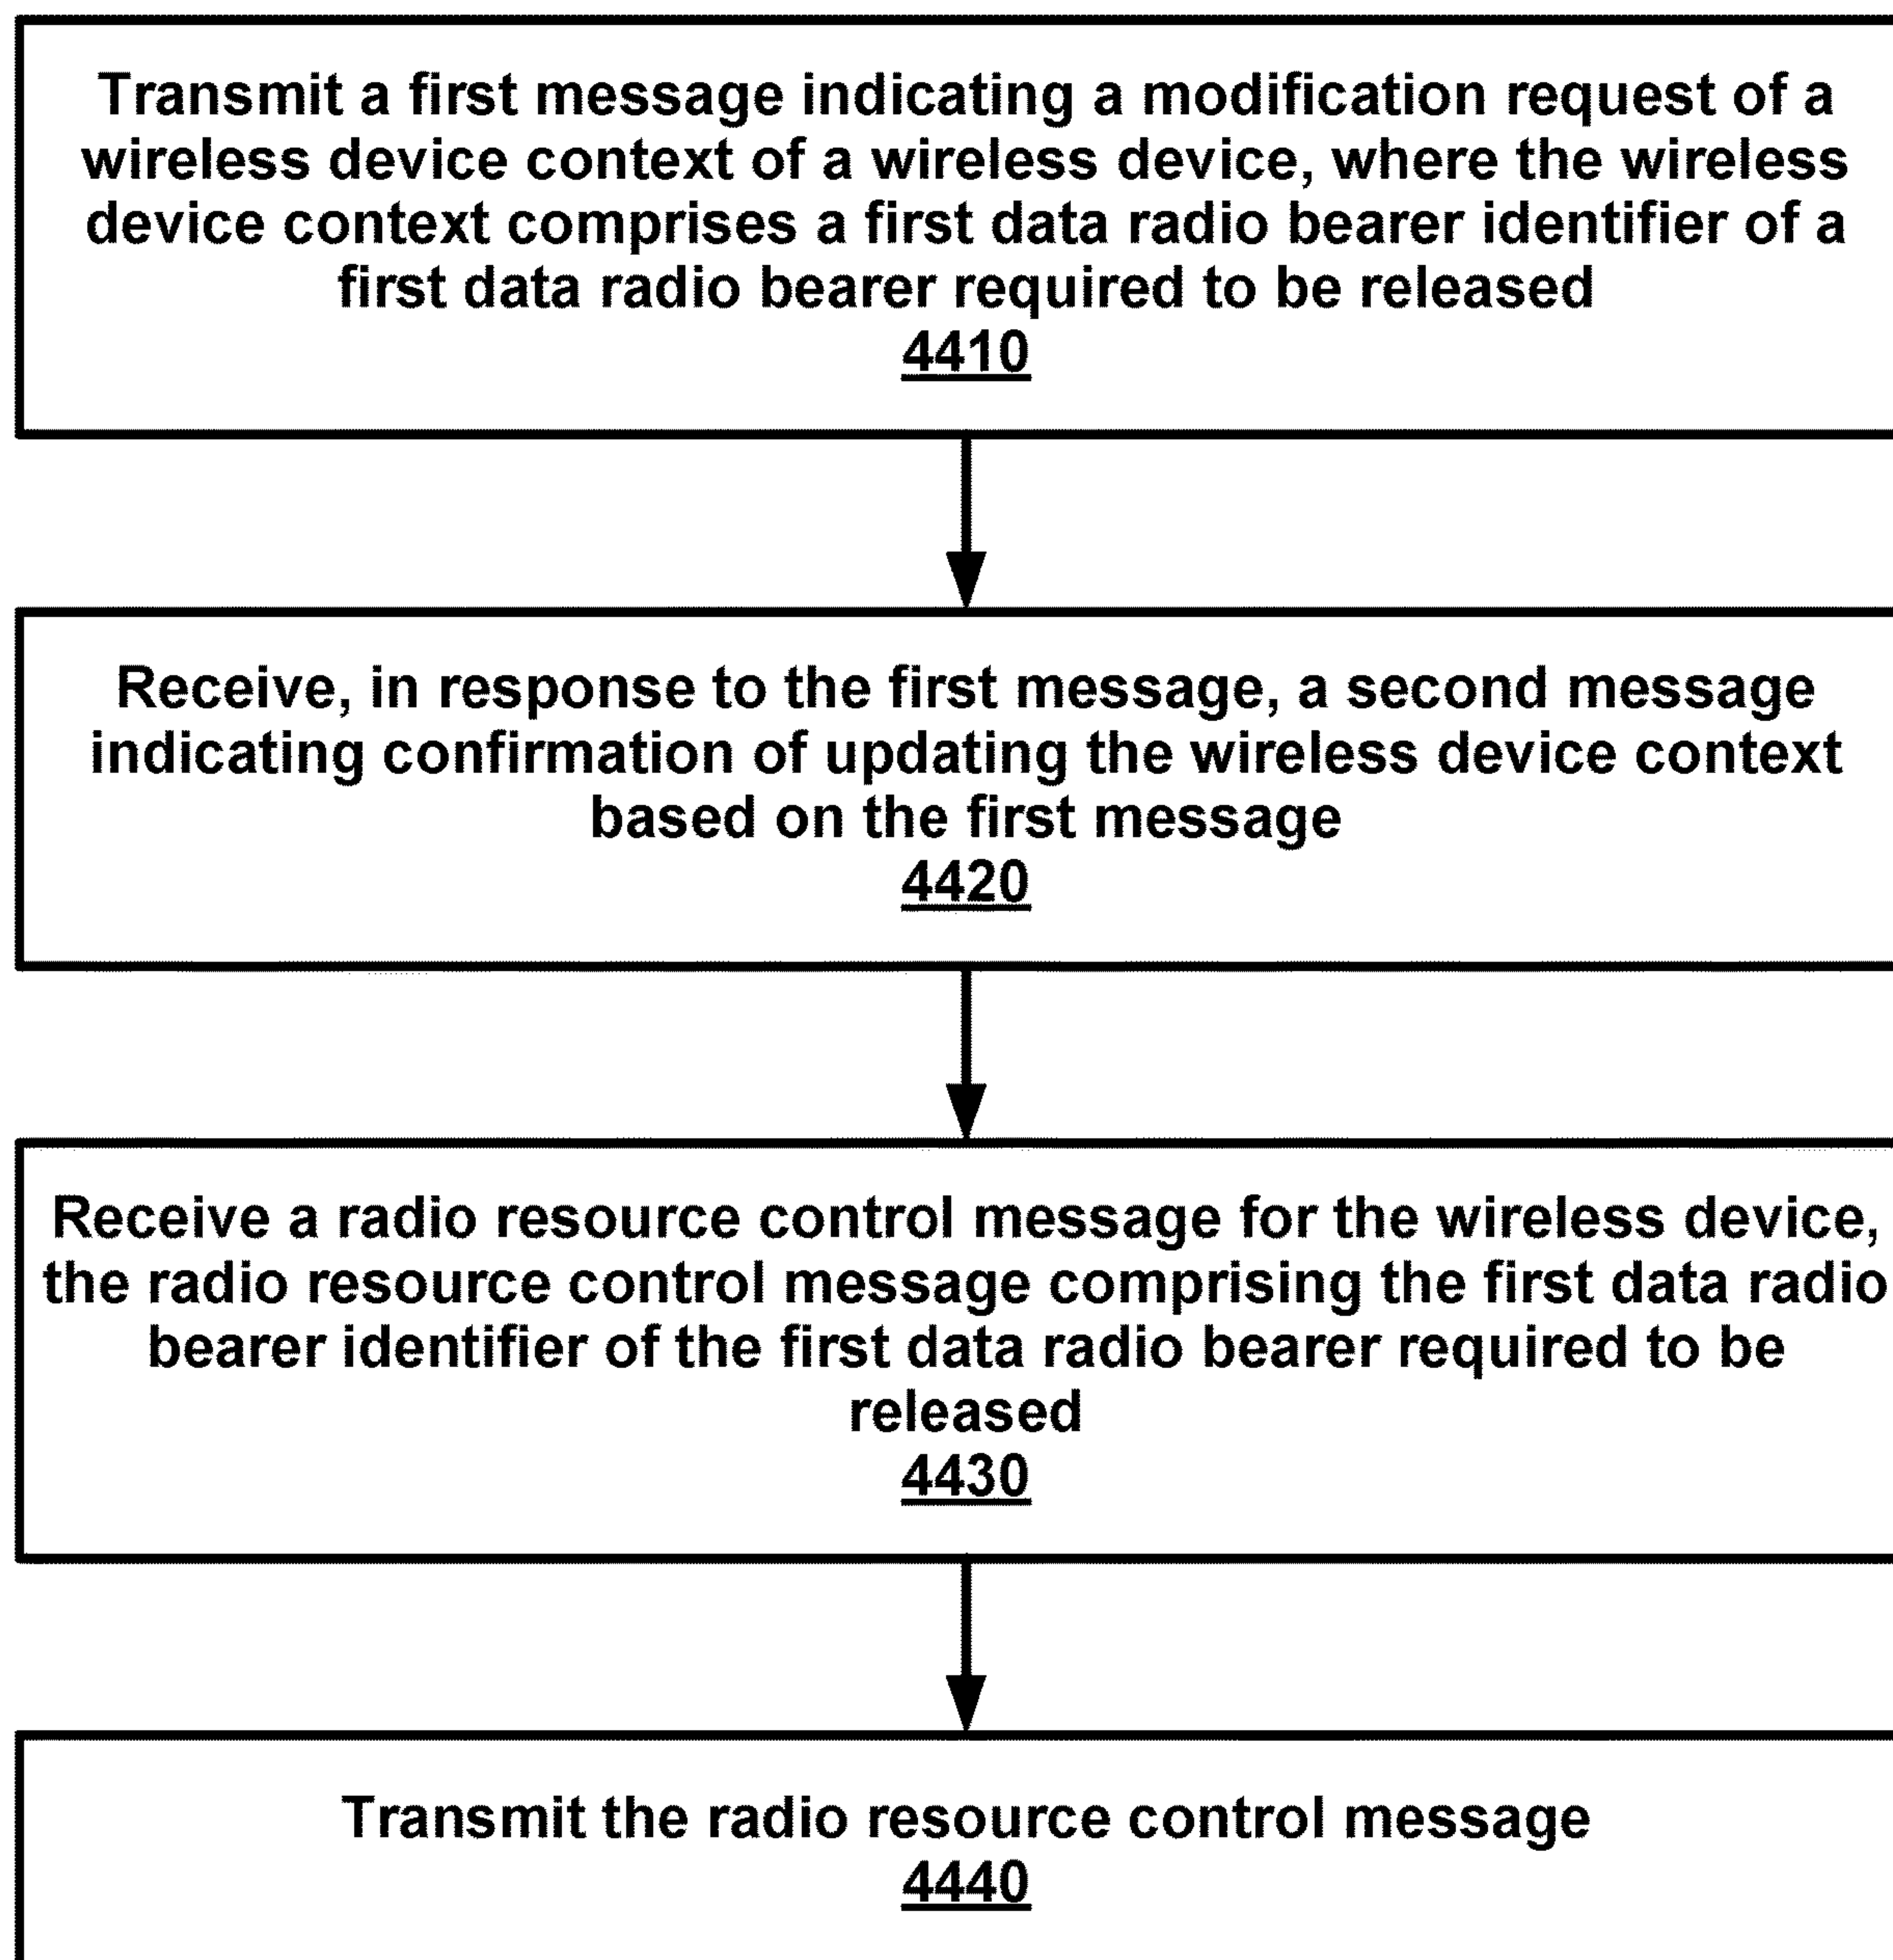 Transmit a first message indicating a modification request of a
wireless device context of a wireless device, where the wireless
device context comprises a first data radio bearer identifier of a
first data radio bearer required to be released
4410
Receive, in response to the first message, a second message
indicating confirmation of updating the wireless device context
based on the first message
4420
Receive a radio resource control message for the wireless device,
the radio resource control message comprising the first data radio
bearer identifier of the first data radio bearer required to be
released
4430
Transmit the radio resource control message
4440